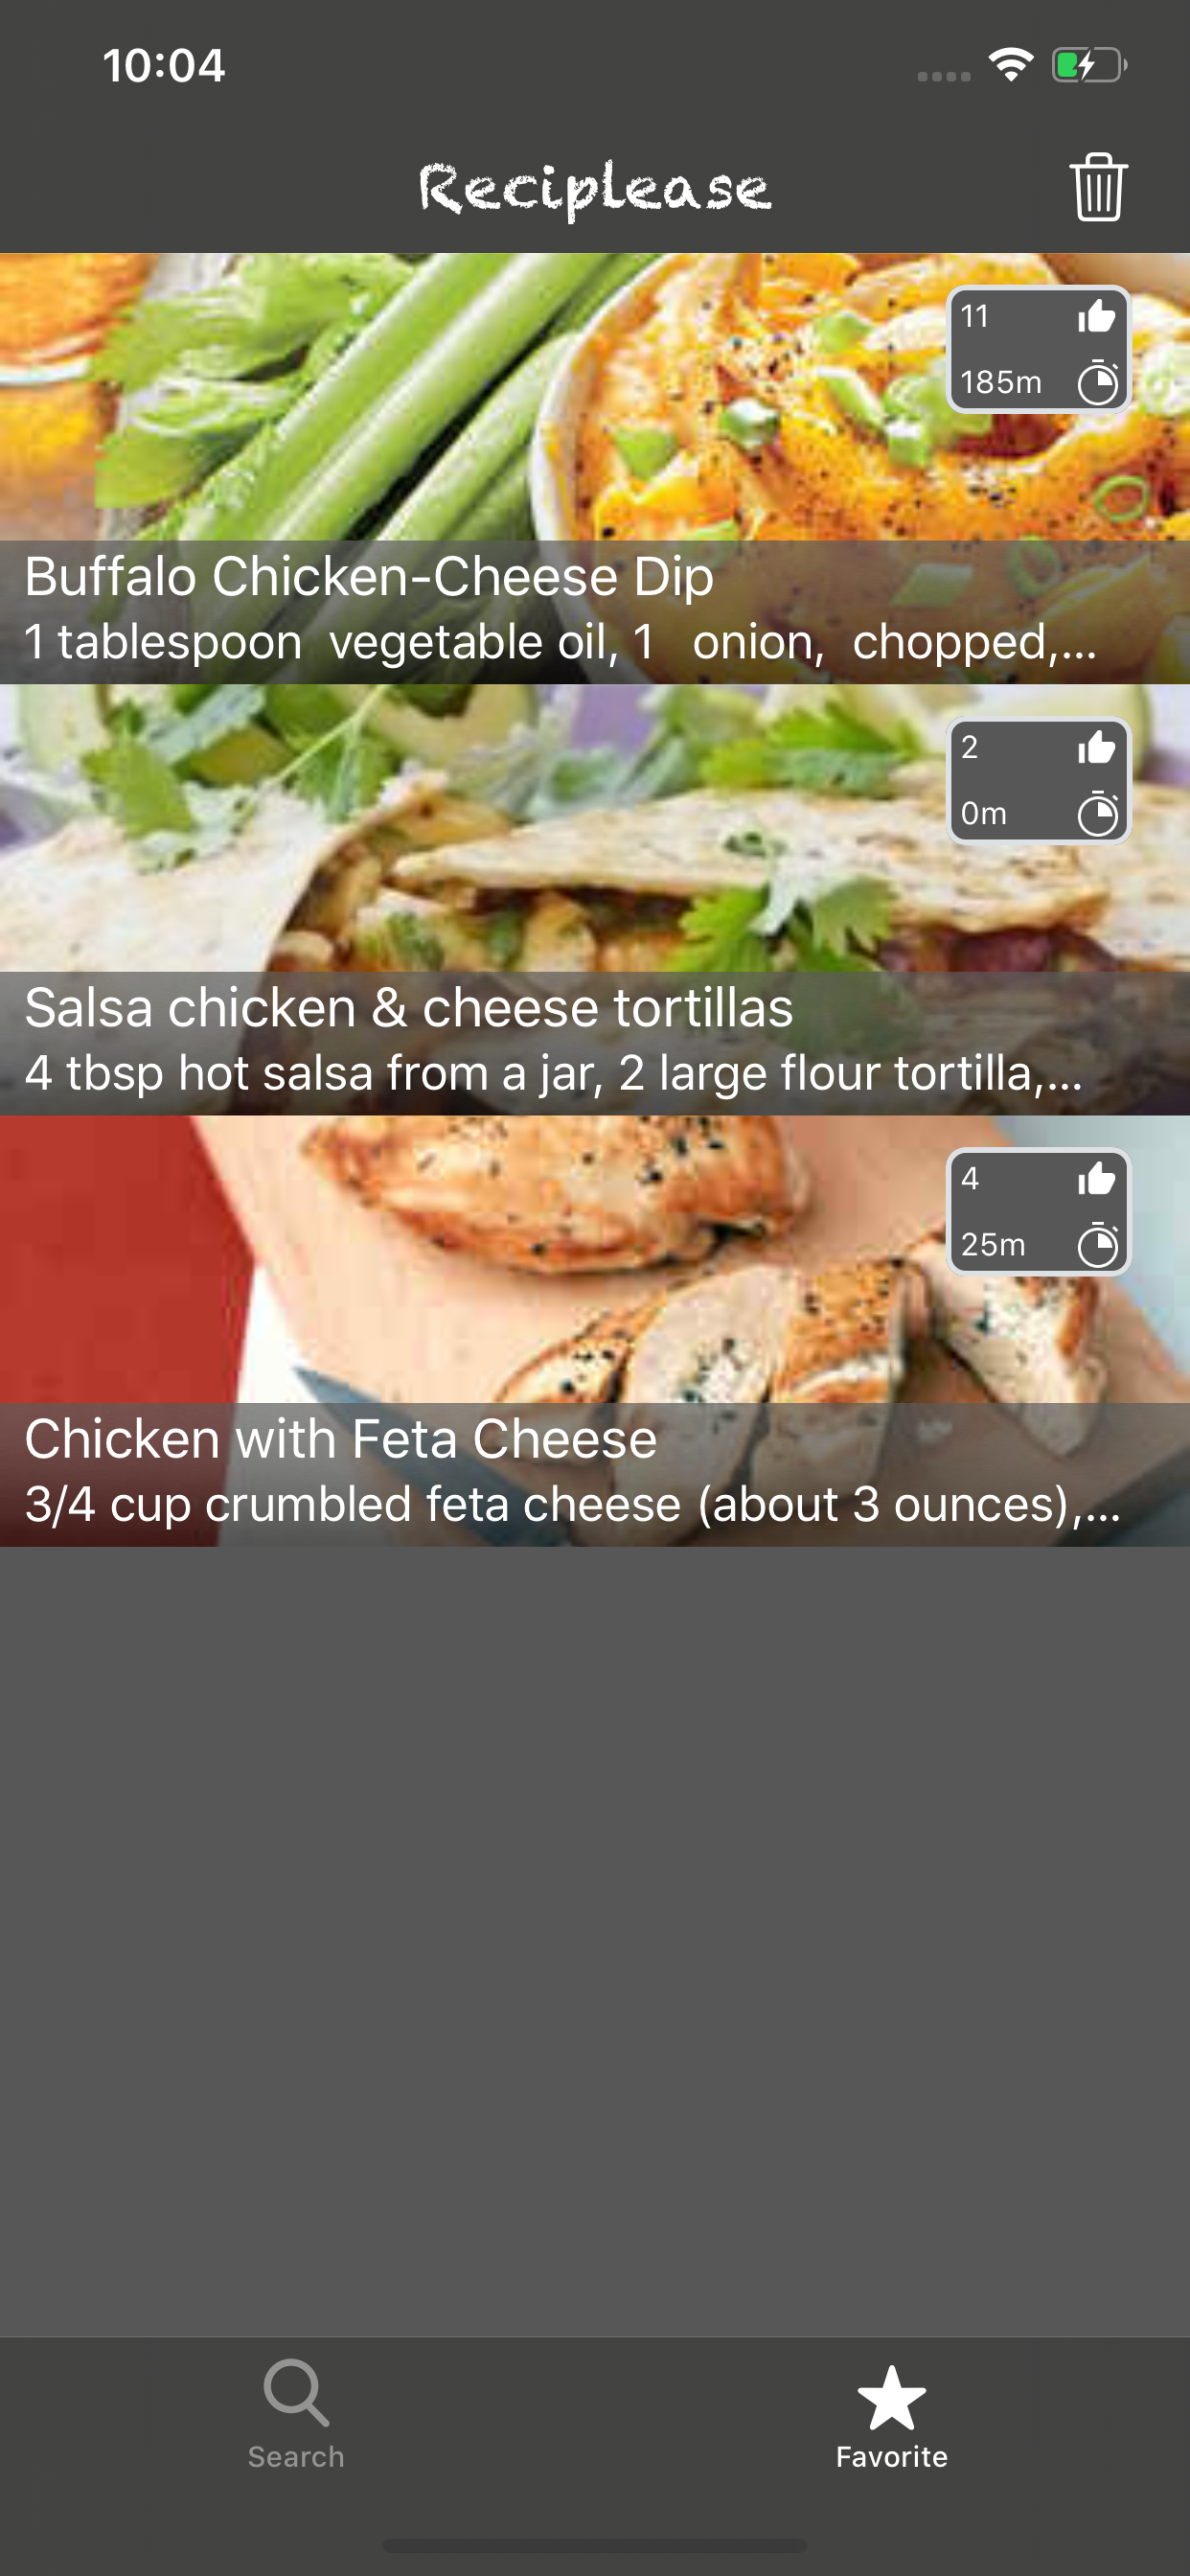 10:04
Reciplease
11
185m
Buffalo Chicken-Cheese Dip
1 tablespoon  vegetable oil, 1   onion,  chopped,...
2
0m
Salsa chicken & cheese tortillas
4 tbsp hot salsa from a jar, 2 large flour tortilla,...
4
25m
Chicken with Feta Cheese
3/4 cup crumbled feta cheese (about 3 ounces),...
Search
Favorite